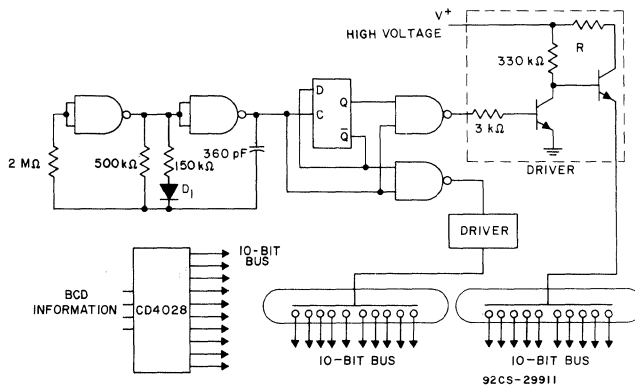 V+
HIGH VOLTAGE
R
330 kΩ
D
Q
C
Q̅
3 kΩ
DRIVER
2 MΩ
500 kΩ
150 kΩ
360 pF
D1
DRIVER
10-BIT
BUS
BCD
INFORMATION
CD4028
10-BIT BUS
10-BIT BUS
92CS-29911